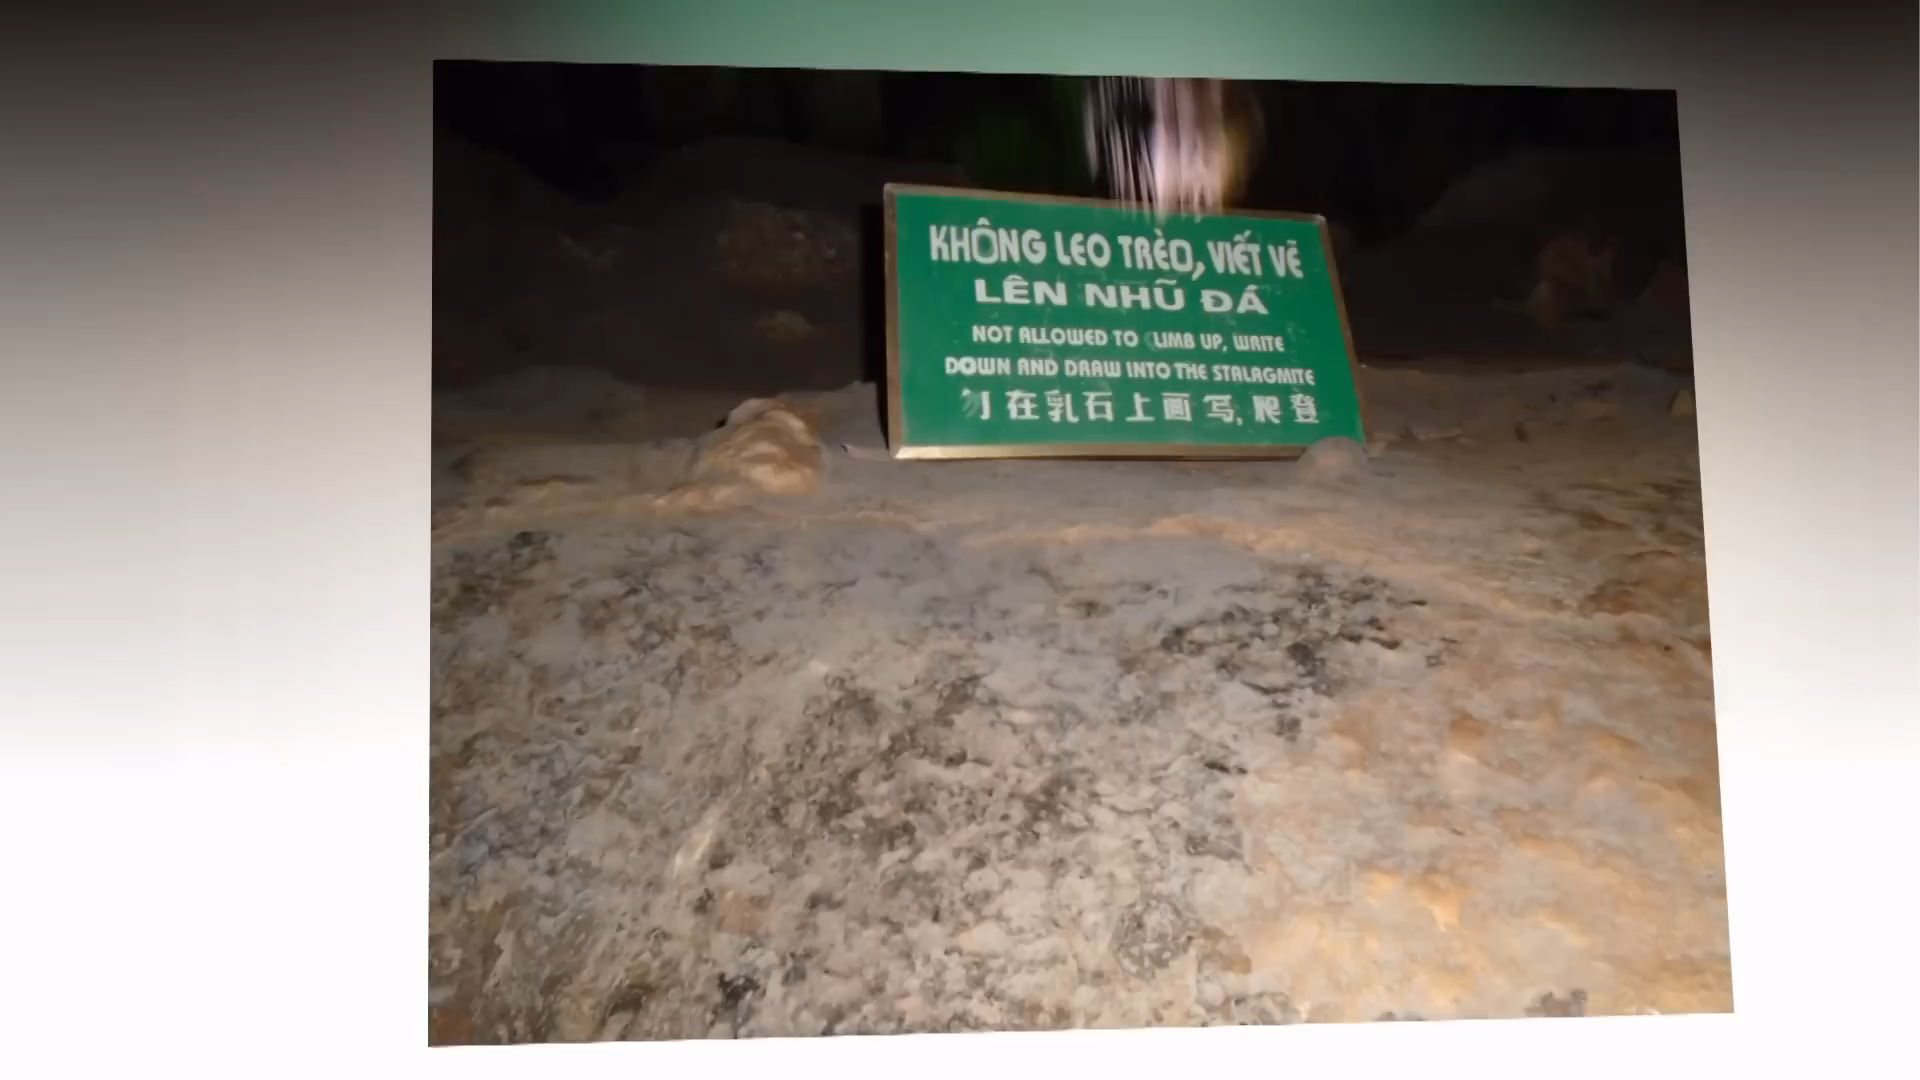 KHÔNG LEO TRÈO, VIẾT VẼ
LÊN NHŨ ĐÁ
NOT ALLOWED TO CLIMB UP, WRITE
DOWN AND DRAW INTO THE STALAGMITE
在乳石上画写,爬登